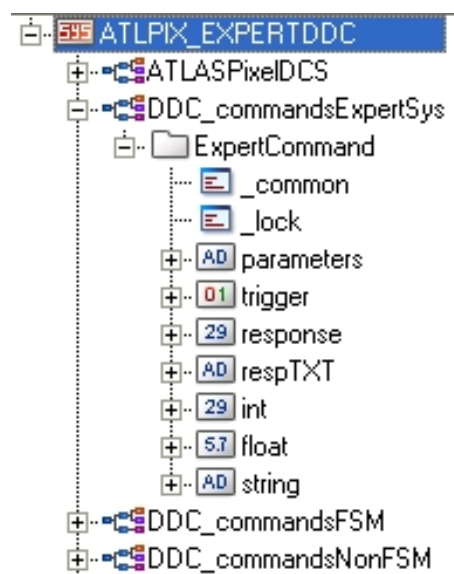 SYS ATLPIX_EXPERTDDC
ATLASPixelDCS
DDC_commandsExpertSys
ExpertCommand
_common
_lock
AD parameters
01 trigger
29 response
AD respTXT
29 int
5.7 float
AD string
DDC_commandsFSM
DDC_commandsNonFSM